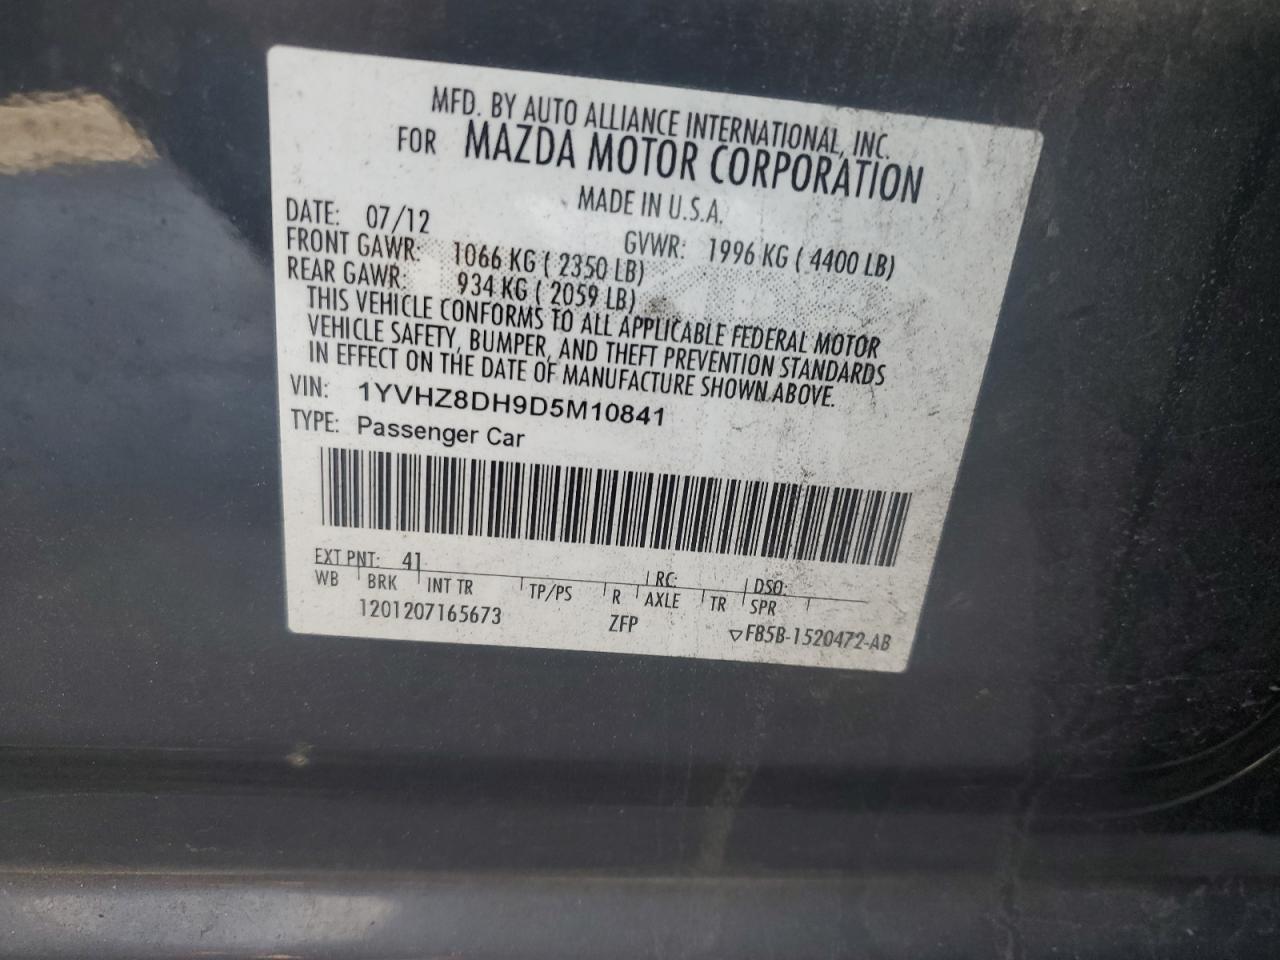 MFD. BY AUTO ALLIANCE INTERNATIONAL, INC.
FOR MAZDA MOTOR CORPORATION
MADE IN U.S.A.
DATE: 07/12 GVWR: 1996 KG ( 4400 LB)
FRONT GAWR: 1066 KG ( 2350 LB)
REAR GAWR: 934 KG ( 2059 LB)
THIS VEHICLE CONFORMS TO ALL APPLICABLE FEDERAL MOTOR
VEHICLE SAFETY, BUMPER, AND THEFT PREVENTION STANDARDS
IN EFFECT ON THE DATE OF MANUFACTURE SHOWN ABOVE.
VIN: 1YVHZ8DH9D5M10841
TYPE: Passenger Car
EXT PNT: 41 RC: DSO:
WB BRK INT TR TP/PS R AXLE TR SPR
1201207165673 ZFP ▽FB5B-1520472-AB